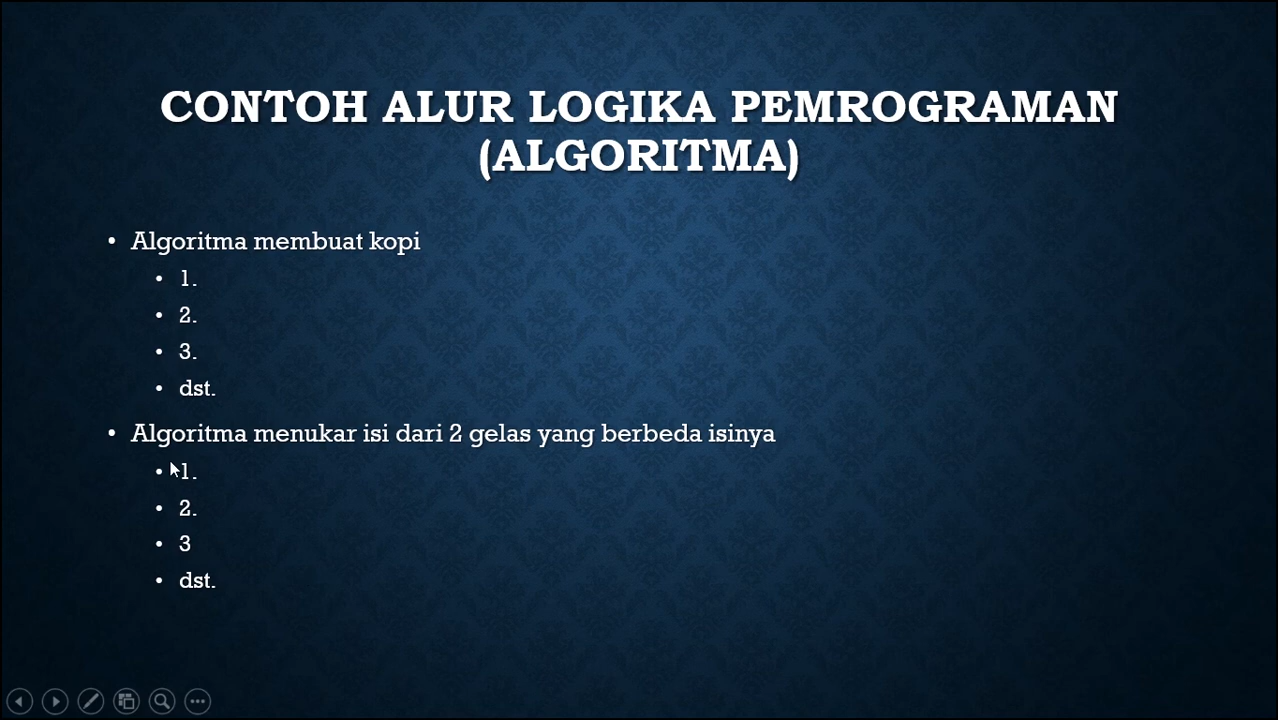 CONTOH ALUR LOGIKA PEMROGRAMAN
(ALGORITMA)
• Algoritma membuat kopi
• 1.
• 2.
• 3.
• dst.
• Algoritma menukar isi dari 2 gelas yang berbeda isinya
• 1.
• 2.
• 3
• dst.